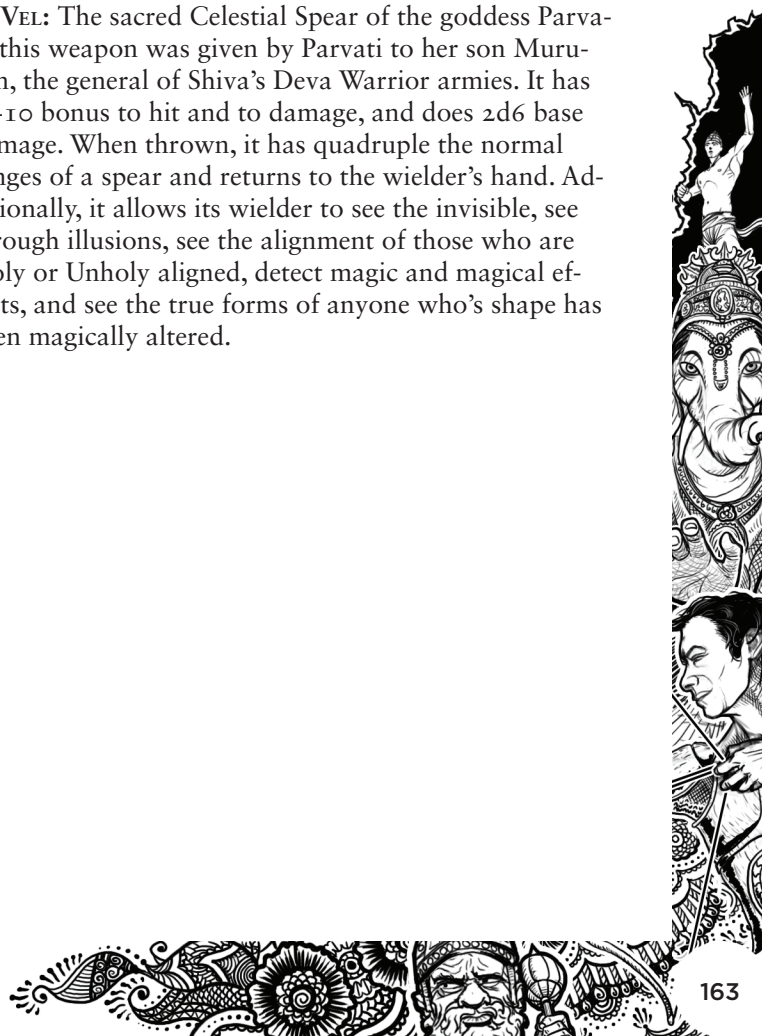 VEL: The sacred Celestial Spear of the goddess Parva-
this weapon was given by Parvati to her son Muru-
n, the general of Shiva's Deva Warrior armies. It has
-10 bonus to hit and to damage, and does 2d6 base
mage. When thrown, it has quadruple the normal
nges of a spear and returns to the wielder's hand. Ad-
ionally, it allows its wielder to see the invisible, see
rough illusions, see the alignment of those who are
oly or Unholy aligned, detect magic and magical ef-
ts, and see the true forms of anyone who's shape has
en magically altered.
163